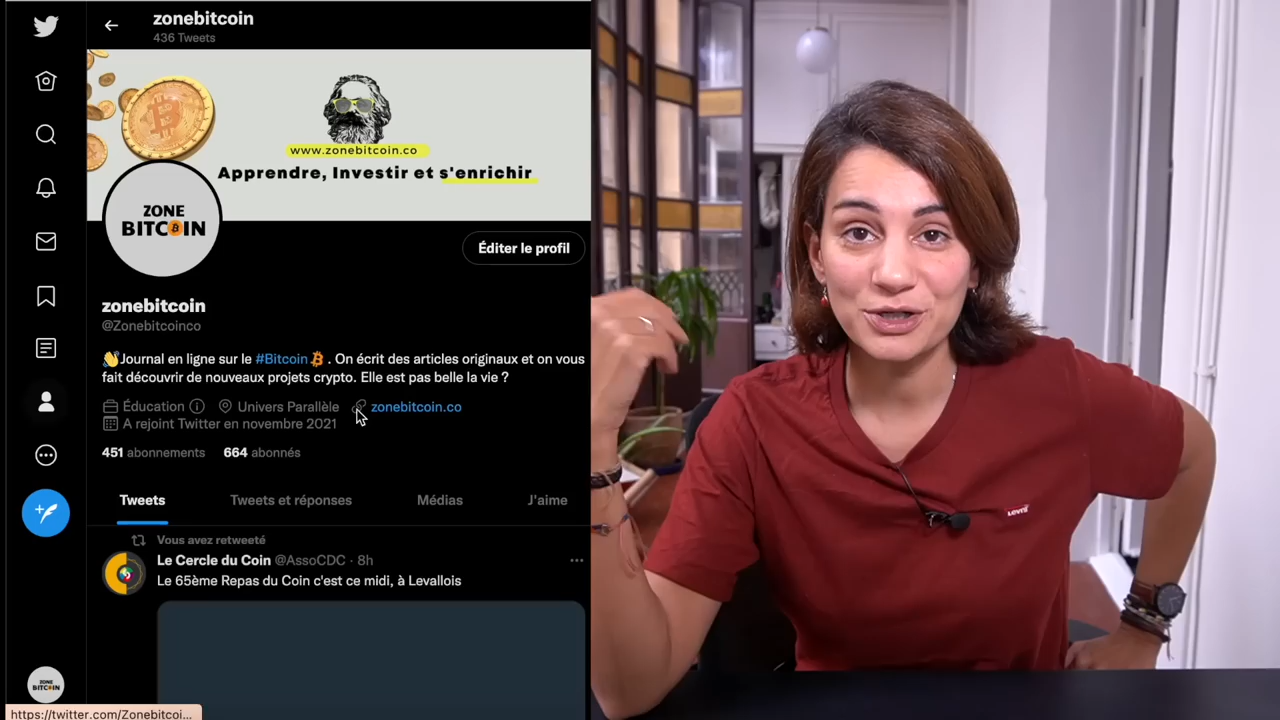 zonebitcoin
436 Tweets
www.zonebitcoin.co
Apprendre, Investir et s'enrichir
ZONE
BITCOIN
Éditer le profil
zonebitcoin
@Zonebitcoinco
👋Journal en ligne sur le #Bitcoin . On écrit des articles originaux et on vous
fait découvrir de nouveaux projets crypto. Elle est pas belle la vie ?
Éducation Univers Parallèle zonebitcoin.co
A rejoint Twitter en novembre 2021
451 abonnements 664 abonnés
Tweets Tweets et réponses Médias J'aime
Vous avez retweeté
Le Cercle du Coin @AssoCDC · 8h
Le 65ème Repas du Coin c'est ce midi, à Levallois
ZONE
BITCOIN
https://twitter.com/Zonebitcoi...
Levi's